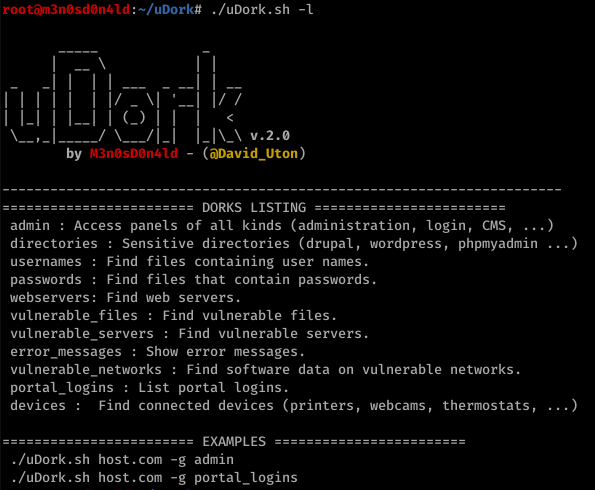 root@m3n0sd0n4ld:~/uDork# ./uDork.sh -l
uDork v.2.0
by M3n0sD0n4ld - (@David_Uton)
---------------------------------------------------------------------
======================== DORKS LISTING ========================
admin : Access panels of all kinds (administration, login, CMS, ...)
directories : Sensitive directories (drupal, wordpress, phpmyadmin ...)
usernames : Find files containing user names.
passwords : Find files that contain passwords.
webservers: Find web servers.
vulnerable_files : Find vulnerable files.
vulnerable_servers : Find vulnerable servers.
error_messages : Show error messages.
vulnerable_networks : Find software data on vulnerable networks.
portal_logins : List portal logins.
devices :  Find connected devices (printers, webcams, thermostats, ...)
======================== EXAMPLES ========================
./uDork.sh host.com -g admin
./uDork.sh host.com -g portal_logins